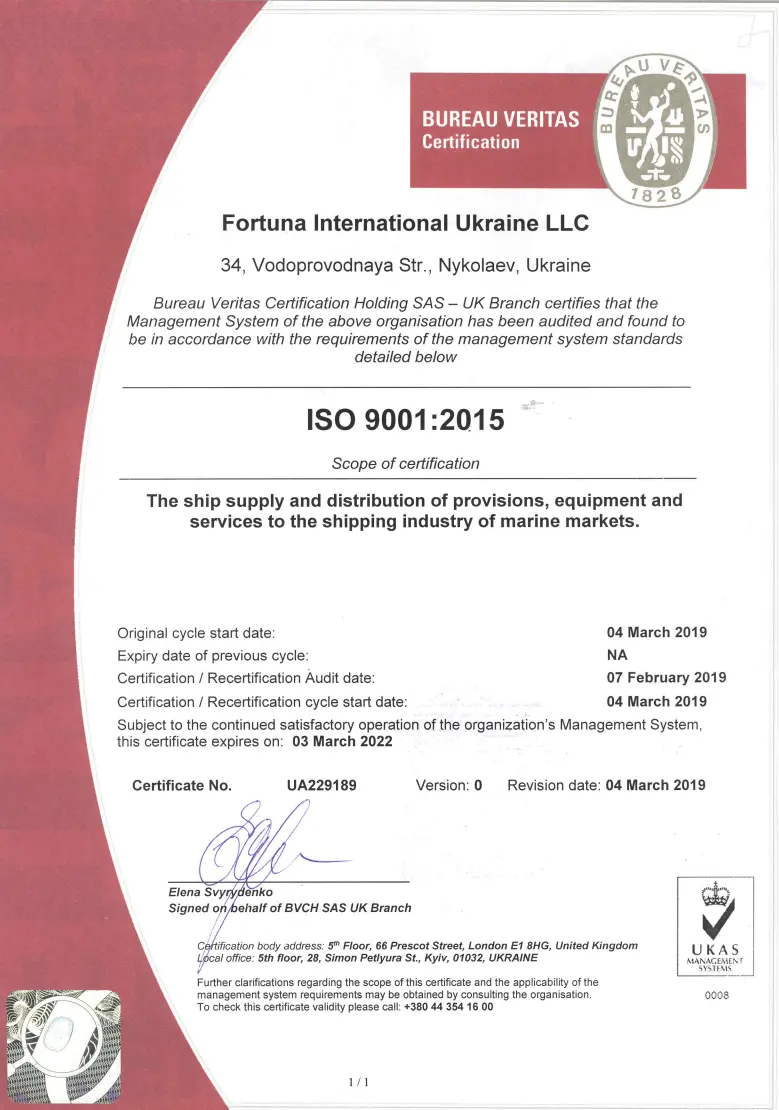 BUREAU VERITAS
Certification
BUREAU VERITAS
1828
Fortuna International Ukraine LLC
34, Vodoprovodnaya Str., Nykolaev, Ukraine
Bureau Veritas Certification Holding SAS – UK Branch certifies that the
Management System of the above organisation has been audited and found to
be in accordance with the requirements of the management system standards
detailed below
ISO 9001:2015
Scope of certification
The ship supply and distribution of provisions, equipment and
services to the shipping industry of marine markets.
Original cycle start date: 04 March 2019
Expiry date of previous cycle: NA
Certification / Recertification Audit date: 07 February 2019
Certification / Recertification cycle start date: 04 March 2019
Subject to the continued satisfactory operation of the organization's Management System,
this certificate expires on: 03 March 2022
Certificate No. UA229189 Version: 0 Revision date: 04 March 2019
Elena Svyrydenko
Signed on behalf of BVCH SAS UK Branch
Certification body address: 5th Floor, 66 Prescot Street, London E1 8HG, United Kingdom
Local office: 5th floor, 28, Simon Petlyura St., Kyiv, 01032, UKRAINE
Further clarifications regarding the scope of this certificate and the applicability of the
management system requirements may be obtained by consulting the organisation.
To check this certificate validity please call: +380 44 354 16 00
UKAS
MANAGEMENT
SYSTEMS
0008
1 / 1